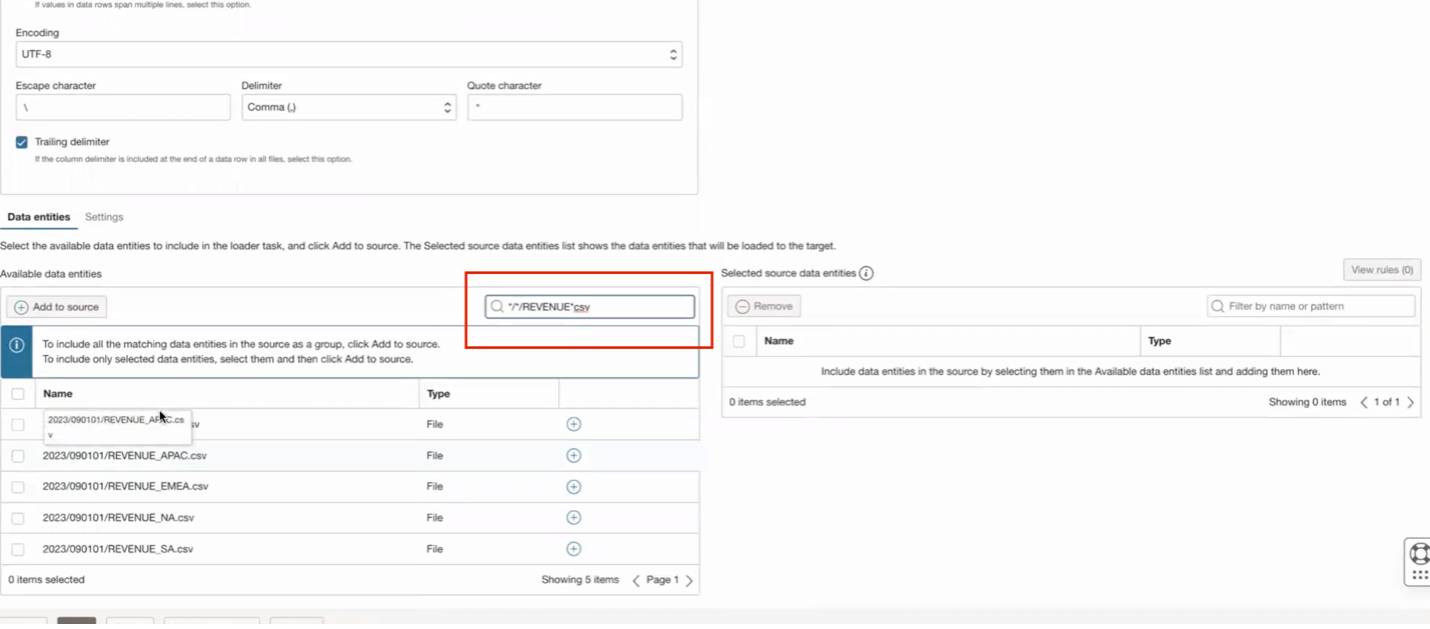 If values in data rows span multiple lines, select this option.
Encoding
UTF-8
Escape character
Delimiter
Quote character
\
Comma (,)
"
Trailing delimiter
If the column delimiter is included at the end of a data row in all files, select this option.
Data entities
Settings
Select the available data entities to include in the loader task, and click Add to source. The Selected source data entities list shows the data entities that will be loaded to the target.
Available data entities
Add to source
*/*/REVENUE*csv
To include all the matching data entities in the source as a group, click Add to source.
To include only selected data entities, select them and then click Add to source.
Name
Type
2023/090101/REVENUE_APAC.cs
v
sv
File
2023/090101/REVENUE_APAC.csv
File
2023/090101/REVENUE_EMEA.csv
File
2023/090101/REVENUE_NA.csv
File
2023/090101/REVENUE_SA.csv
File
0 items selected
Showing 5 items
Page 1
Selected source data entities
View rules (0)
Remove
Filter by name or pattern
Name
Type
Include data entities in the source by selecting them in the Available data entities list and adding them here.
0 items selected
Showing 0 items
1 of 1